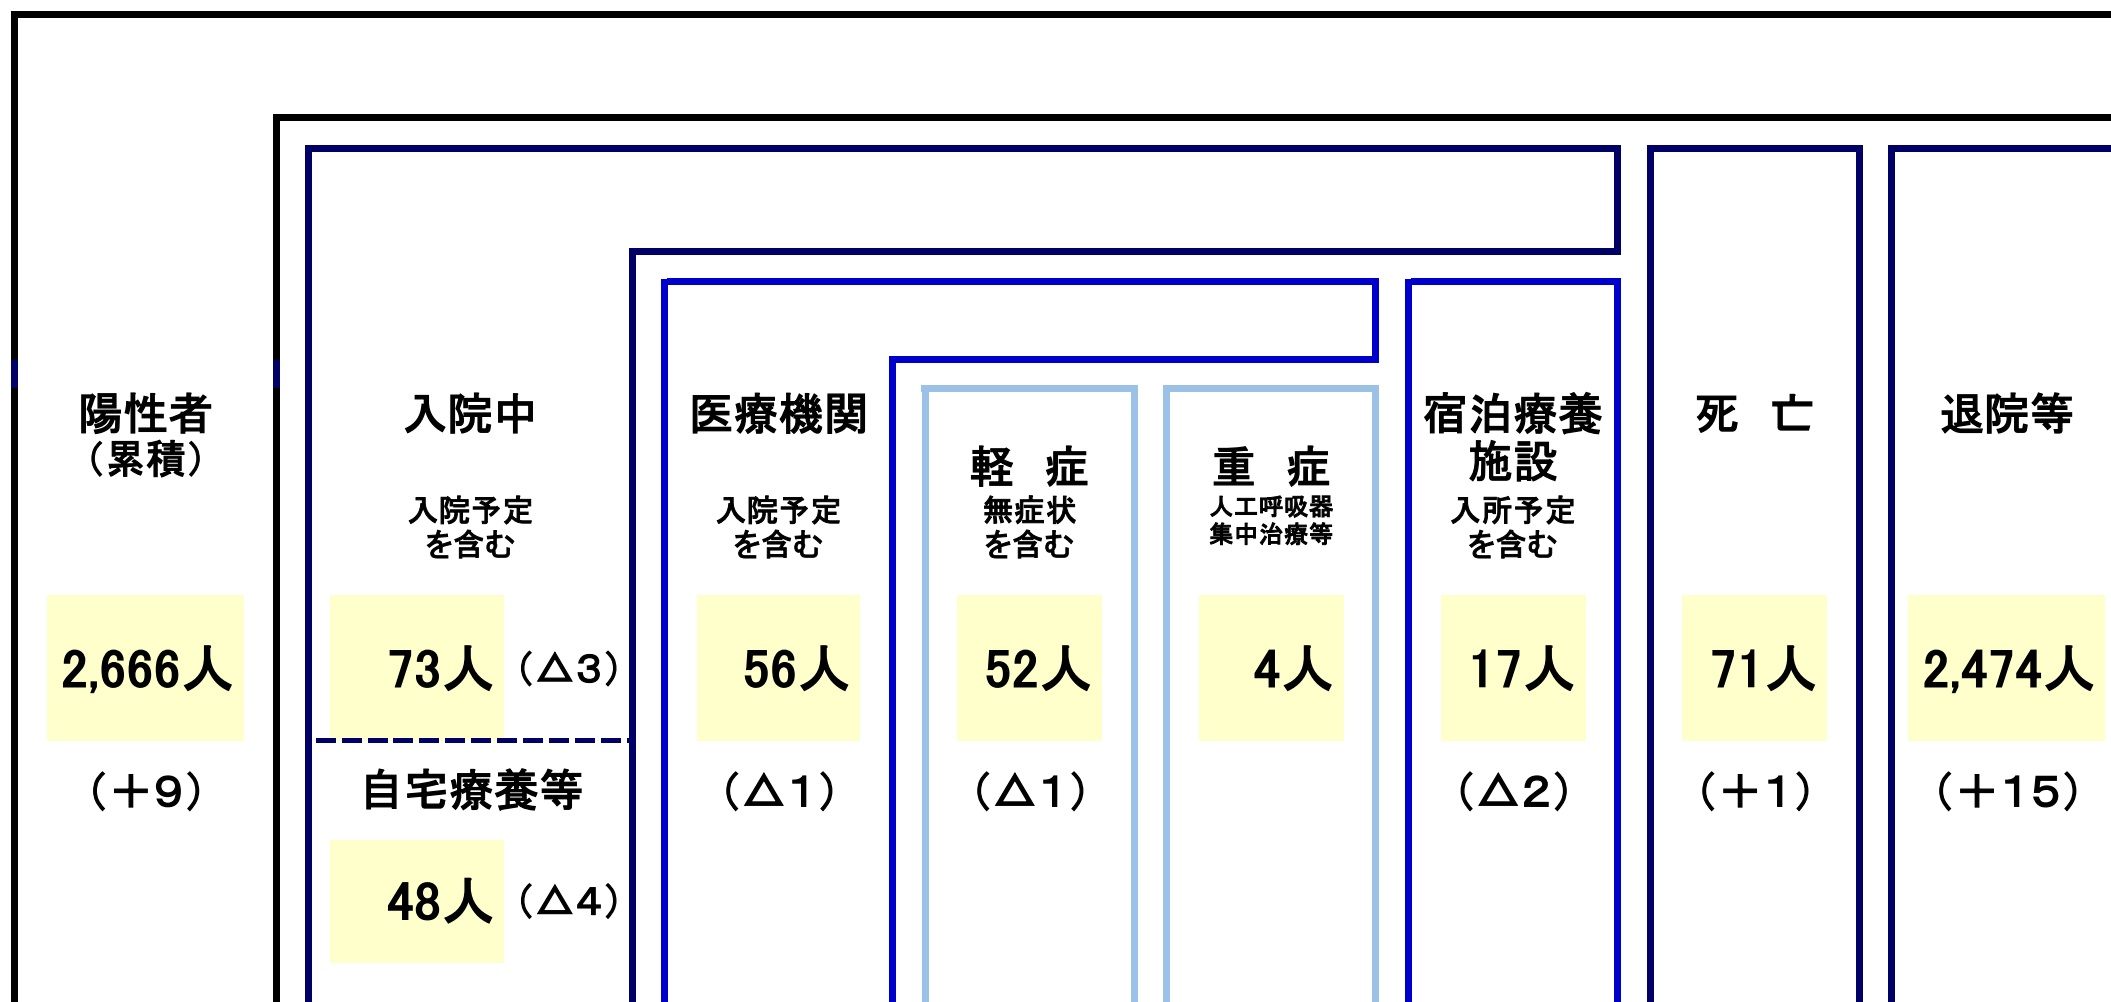 陽性者
（累積）
2,666人
（＋9）
入院中
入院予定
を含む
73人（△3）
自宅療養等
48人（△4）
医療機関
入院予定
を含む
56人
（△1）
軽　症
無症状
を含む
52人
（△1）
重　症
人工呼吸器
集中治療等
4人
宿泊療養
施設
入所予定
を含む
17人
（△2）
死　亡
71人
（＋1）
退院等
2,474人
（＋15）